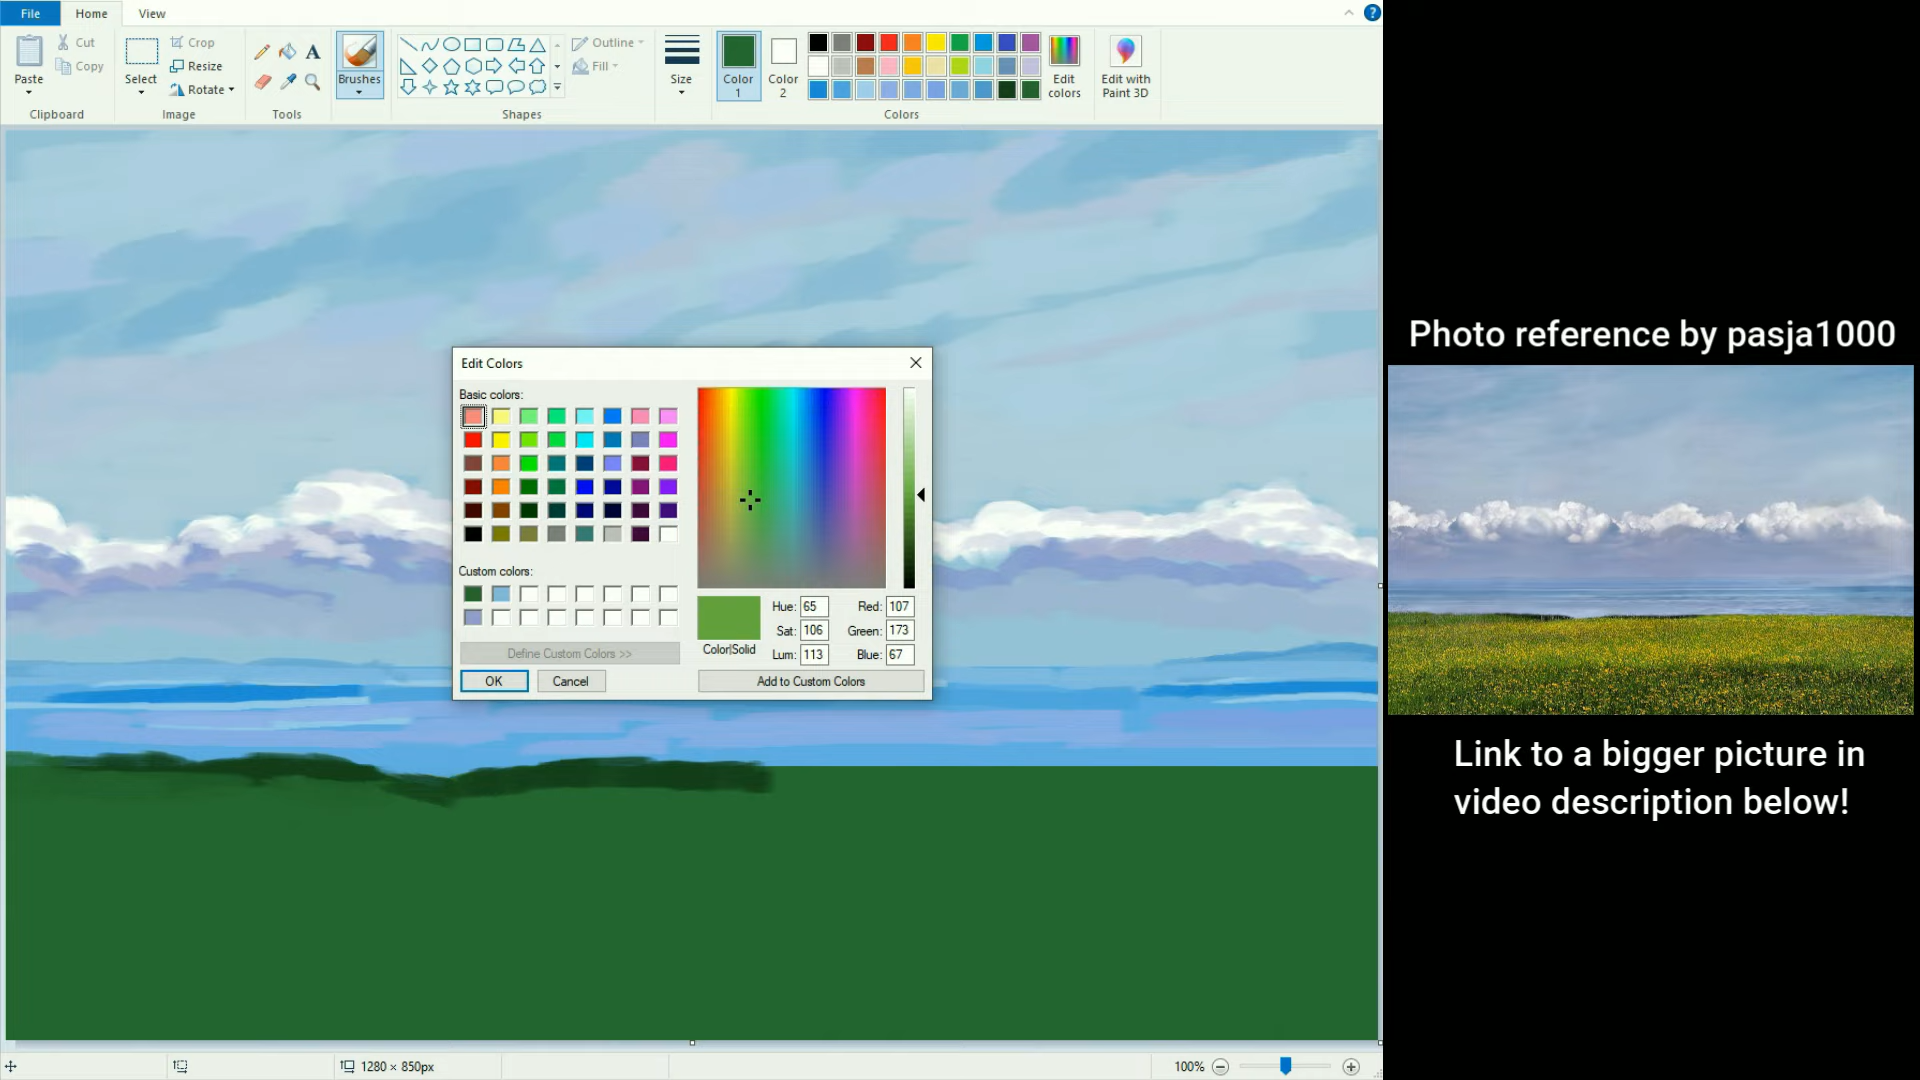 File Home View
Paste
Cut
Copy
Clipboard
Select
Crop
Resize
Rotate
Image
A
Tools
Brushes
Outline
Fill
Shapes
Size
Color
1
Color
2
Edit
colors
Colors
Edit with
Paint 3D
?
Edit Colors
Basic colors:
Custom colors:
Define Custom Colors >>
OK Cancel
Color|Solid
Hue: 65 Red: 107
Sat: 106 Green: 173
Lum: 113 Blue: 67
Add to Custom Colors
1280 × 850px
100%
Photo reference by pasja1000
Link to a bigger picture in
video description below!